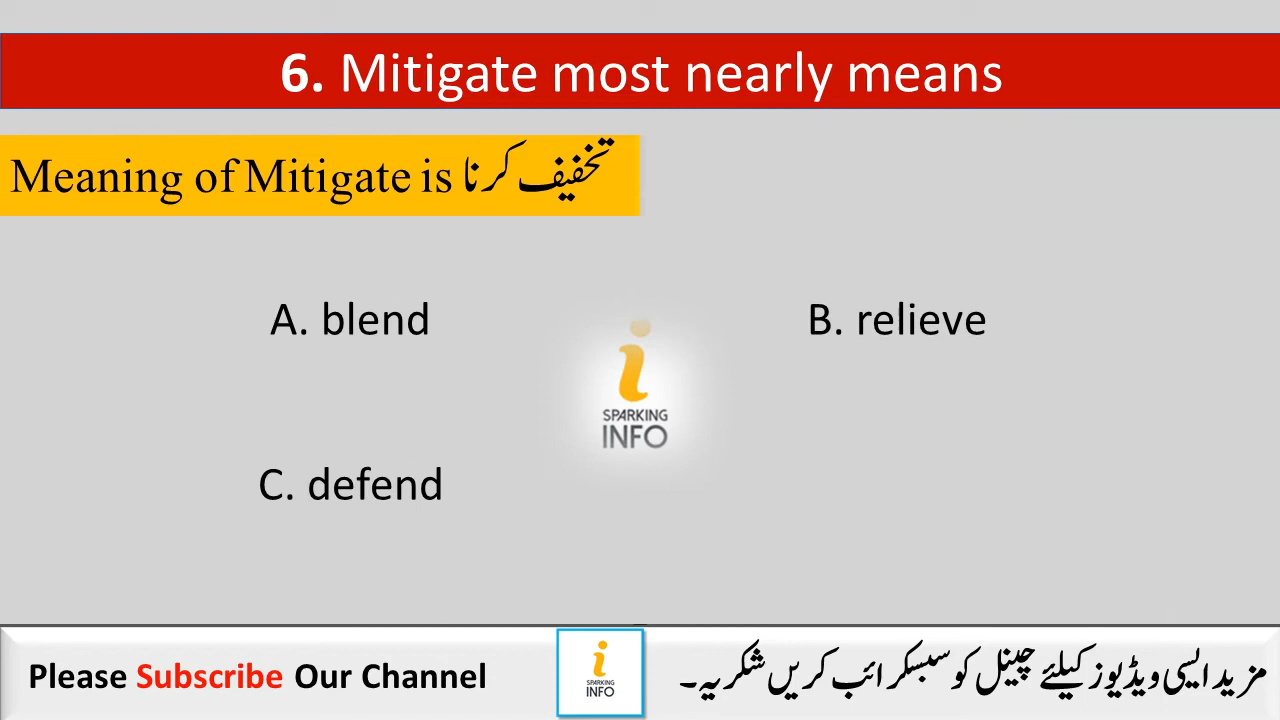 6. Mitigate most nearly means
Meaning of Mitigate is تخفیف کرنا
A. blend
B. relieve
SPARKING
INFO
C. defend
Please Subscribe Our Channel
SPARKING
INFO
مزید ایسی ویڈیوز کیلئے چینل کو سبسکرائب کریں شکریہ۔